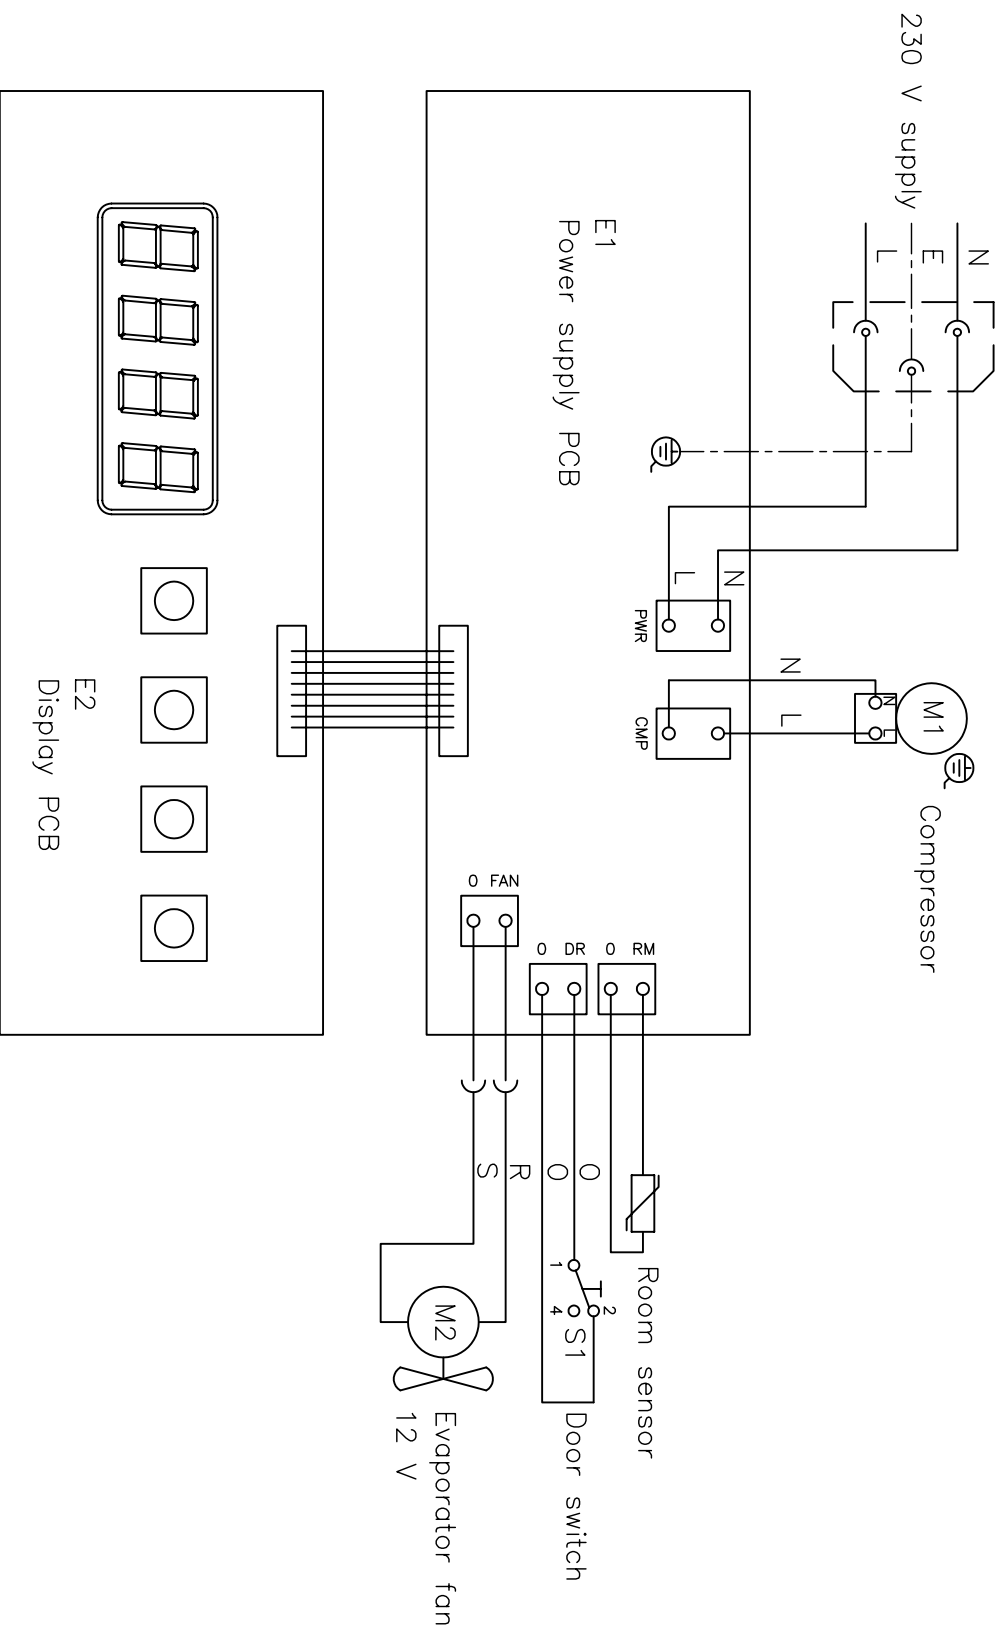 230 V supply
N
E
L
E1
Power supply PCB
N
L
PWR
N
L
CMP
N
L
M1
Compressor
0 FAN
0 DR
0 RM
E2
Display PCB
S
R
O
O
1
2
4
S1
Room sensor
Door switch
M2
Evaporator fan
12 V